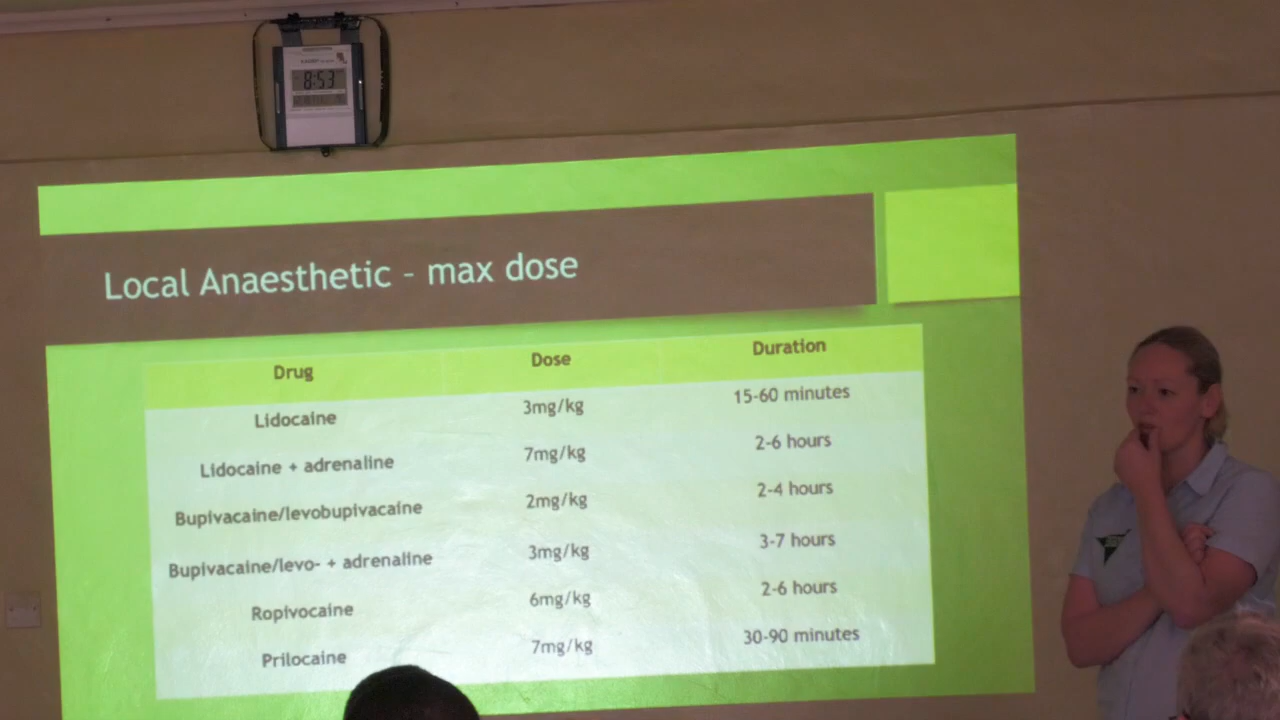 8:53
Local Anaesthetic – max dose
Drug Dose Duration
Lidocaine 3mg/kg 15-60 minutes
Lidocaine + adrenaline 7mg/kg 2-6 hours
Bupivacaine/levobupivacaine 2mg/kg 2-4 hours
Bupivacaine/levo- + adrenaline 3mg/kg 3-7 hours
Ropivocaine 6mg/kg 2-6 hours
Prilocaine 7mg/kg 30-90 minutes